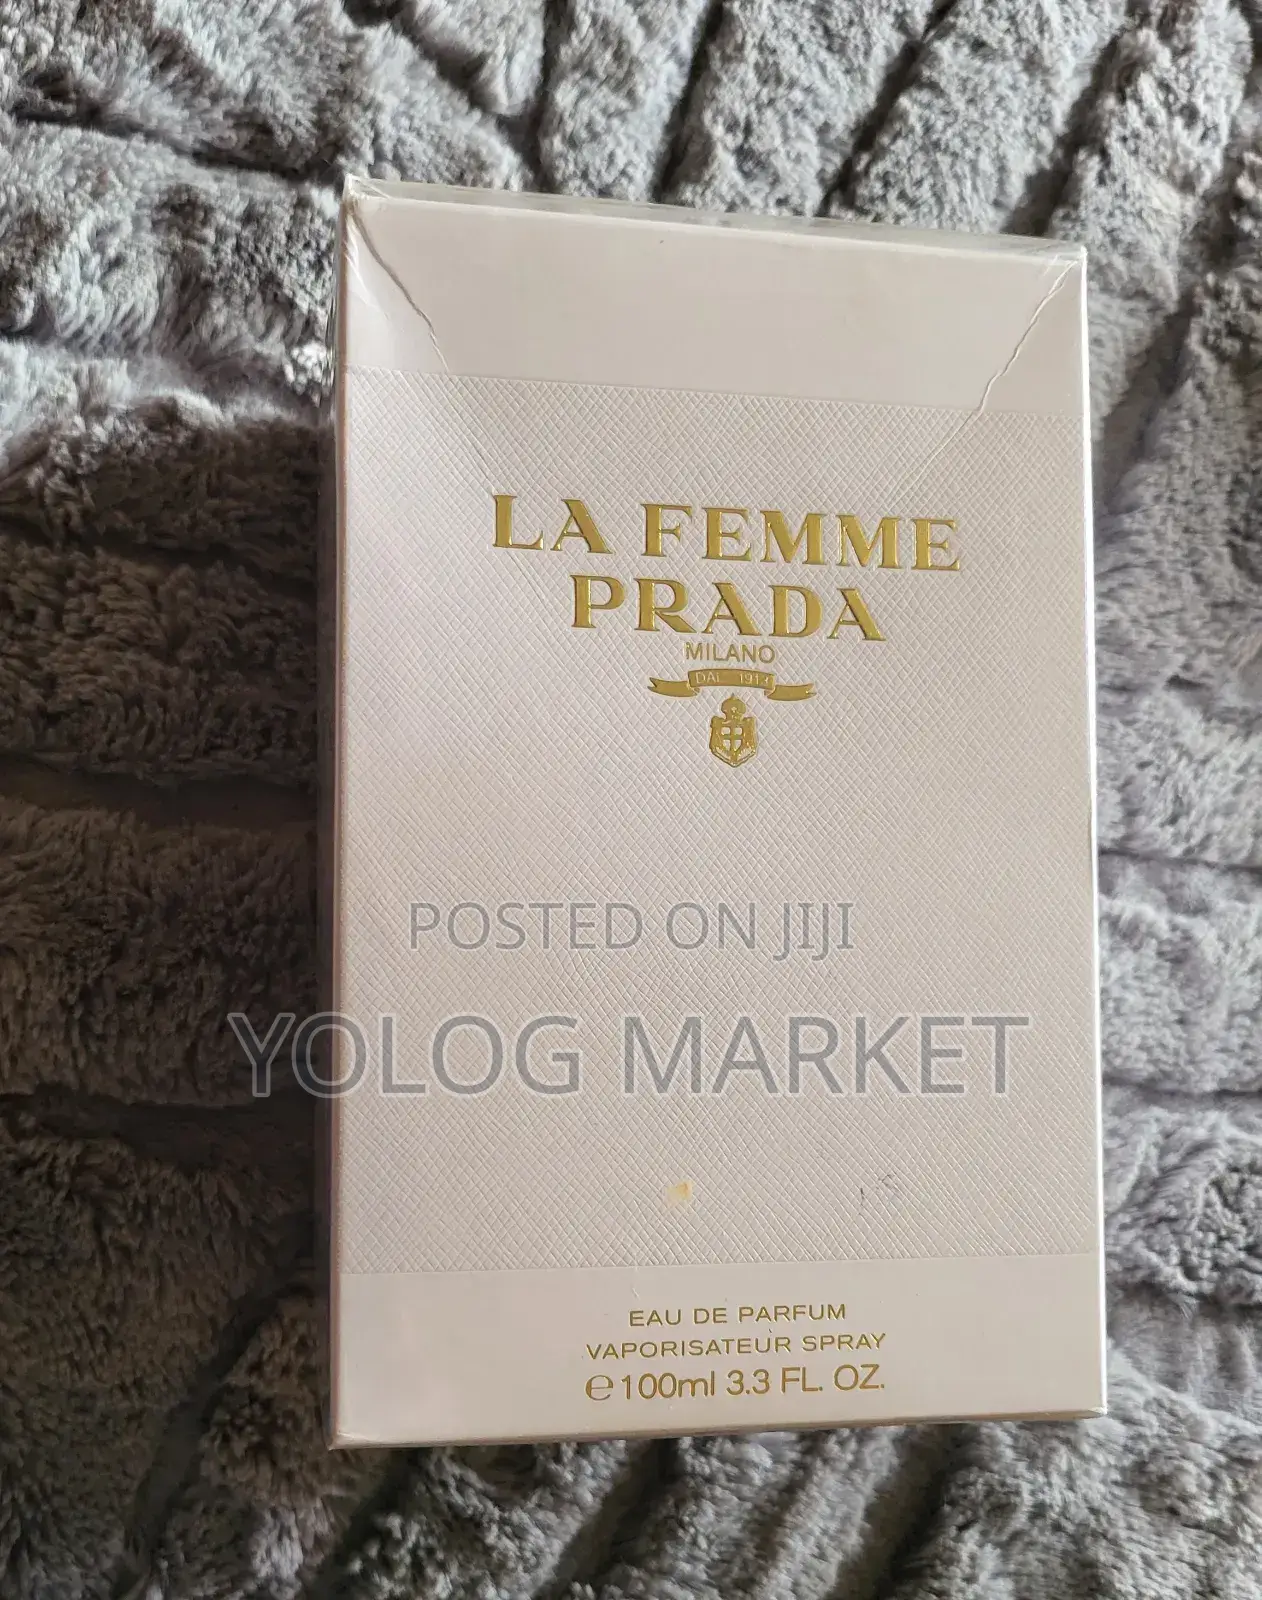 LA FEMME
PRADA
MILANO
DAL 1913
POSTED ON JIJI
YOLOG MARKET
EAU DE PARFUM
VAPORISATEUR SPRAY
℮100ml 3.3 FL. OZ.